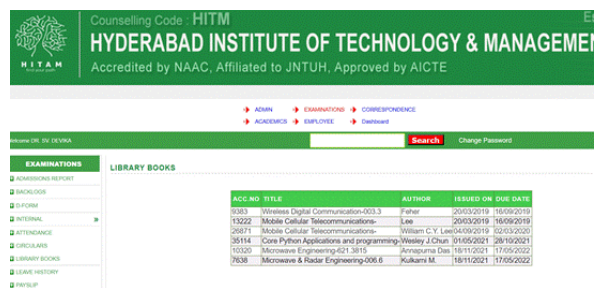 Counselling Code : HITM
HYDERABAD INSTITUTE OF TECHNOLOGY & MANAGEME
HITAM
Accredited by NAAC, Affiliated to JNTUH, Approved by AICTE
ADMIN EXAMINATIONS CORRESPONDENCE
ACADEMICS EMPLOYEE Dashboard
Welcome DR. DV. DEVIKA Search Change Password
EXAMINATIONS
LIBRARY BOOKS
ADMISSIONS REPORT
BACKLOGS
D-FORM
INTERNAL
ATTENDANCE
CIRCULARS
LIBRARY BOOKS
LEAVE HISTORY
PAYSLIP
ACC.NO TITLE AUTHOR ISSUED ON DUE DATE
9383 Wireless Digital Communication-003.3 Feher 20/03/2019 16/09/2019
13222 Mobile Cellular Telecommunications- Lee 20/03/2019 16/09/2019
26871 Mobile Cellular Telecommunications- William C.Y. Lee 04/09/2019 02/03/2020
35114 Core Python Applications and programming- Wesley J.Chun 01/05/2021 28/10/2021
10320 Microwave Engineering-621.3815 Annapurna Das 18/11/2021 17/05/2022
7638 Microwave & Radar Engineering-006.6 Kulkarni M. 18/11/2021 17/05/2022